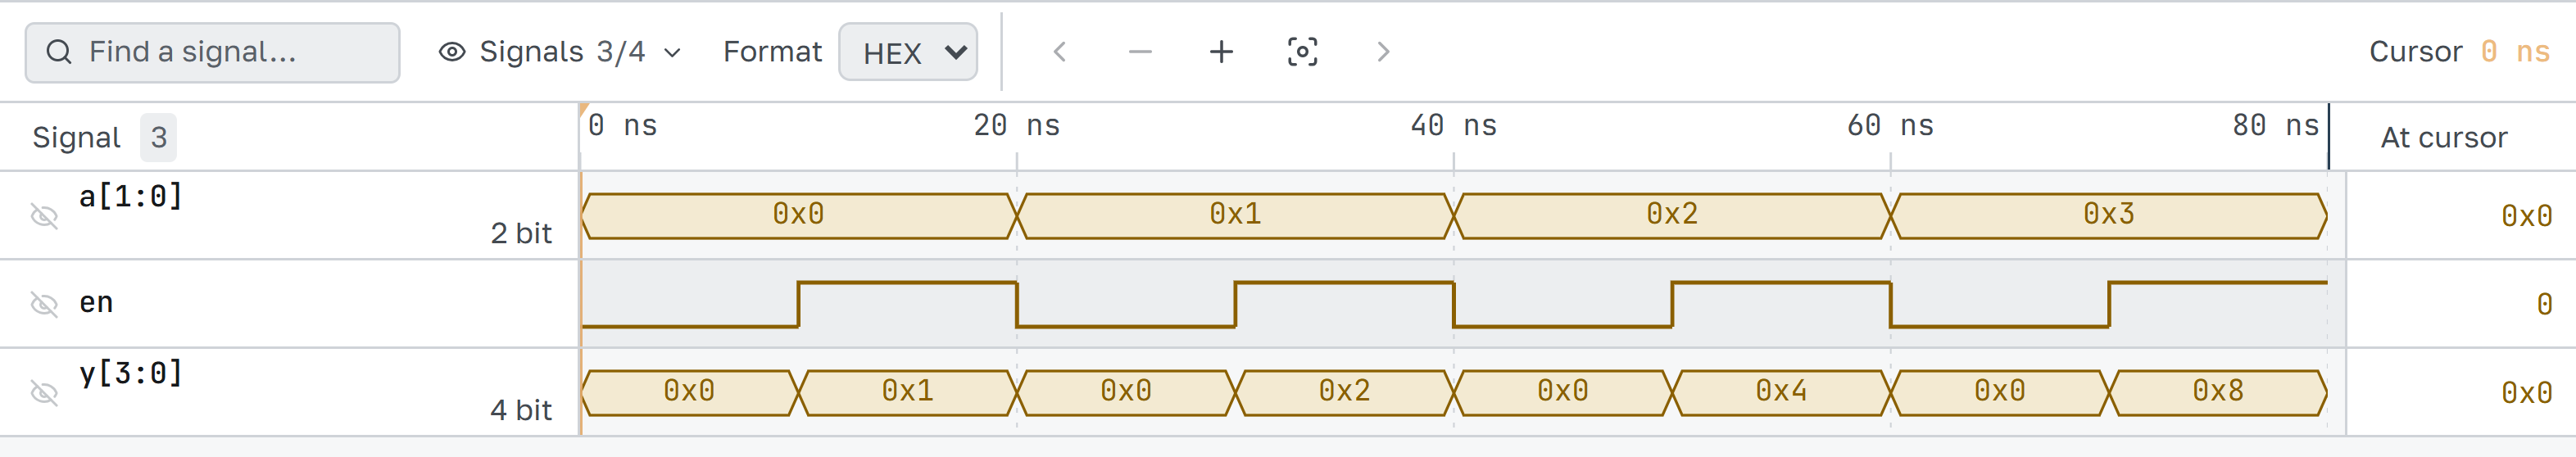 Find a signal... Signals 3/4 Format HEX Cursor 0 ns
Signal 3 0 ns 20 ns 40 ns 60 ns 80 ns At cursor
a[1:0] 2 bit 0x0 0x1 0x2 0x3 0x0
en 0
y[3:0] 4 bit 0x0 0x1 0x0 0x2 0x0 0x4 0x0 0x8 0x0